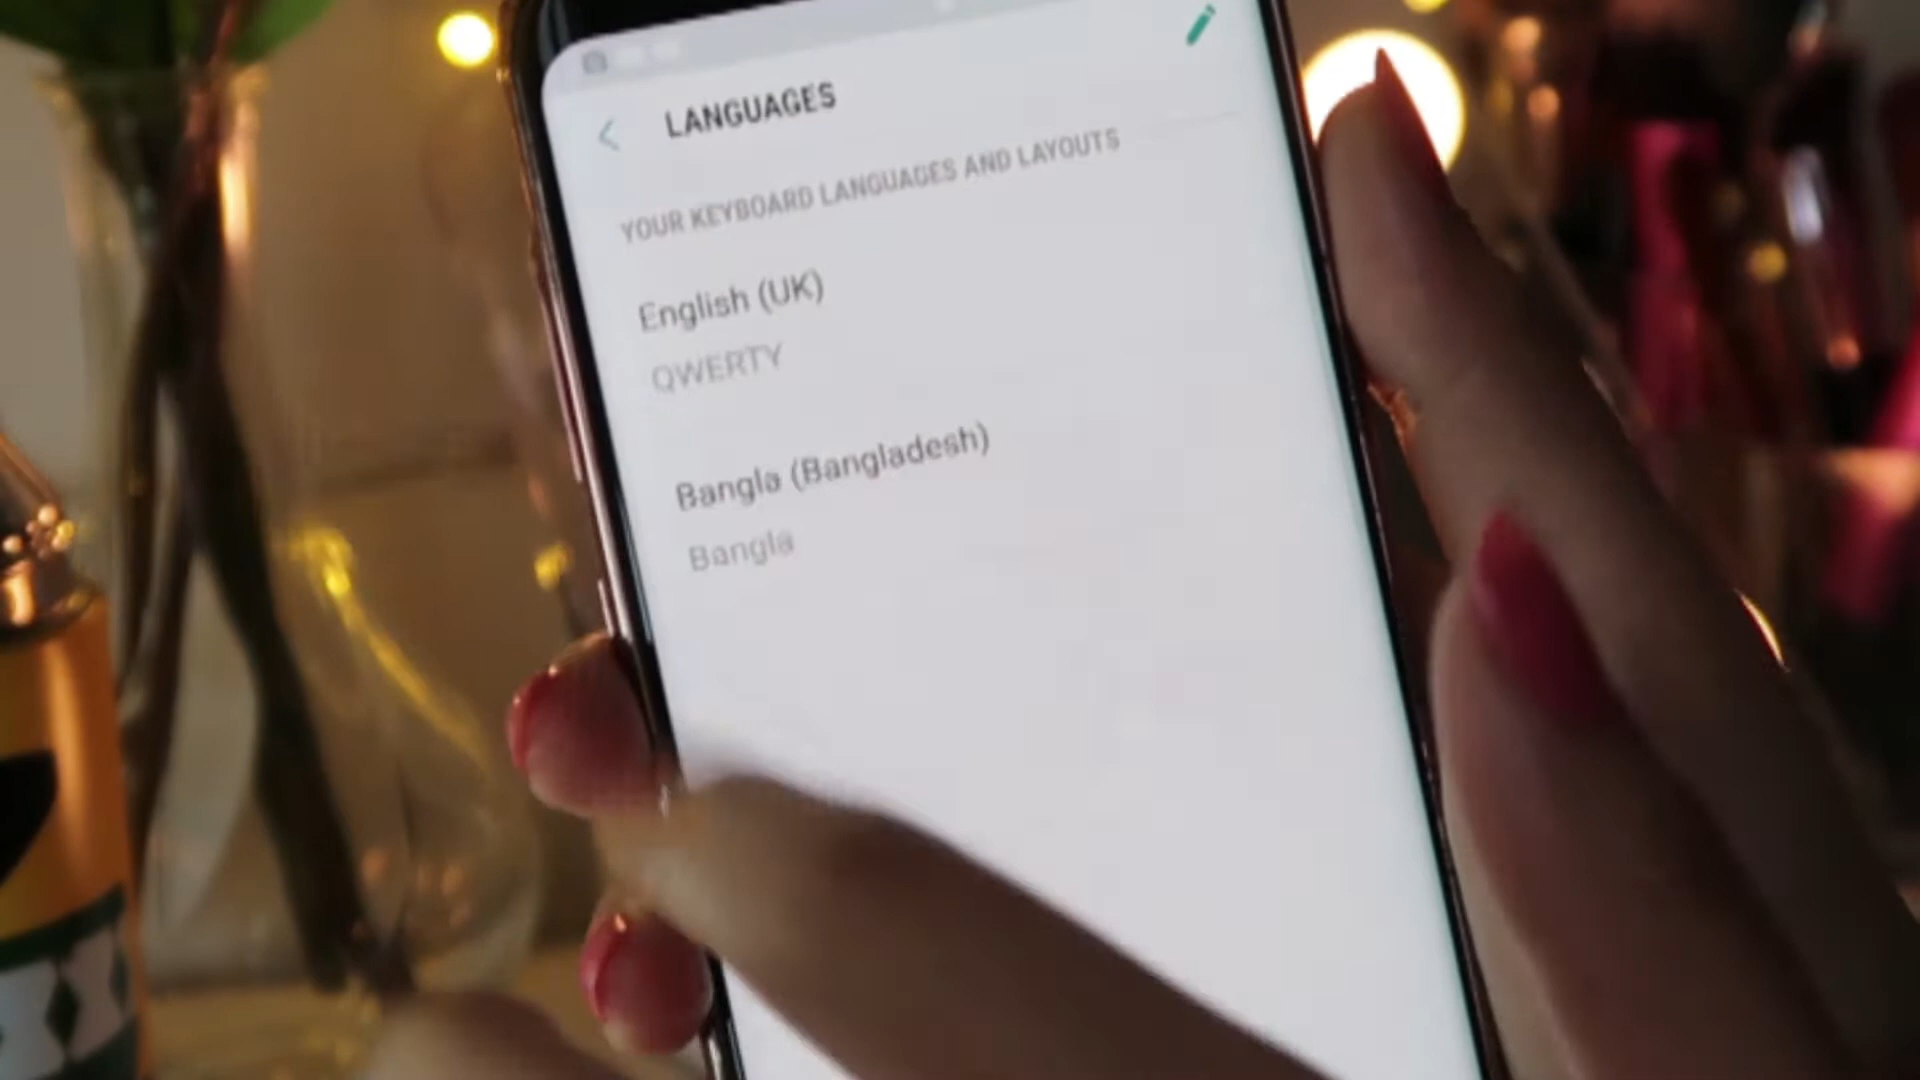 LANGUAGES
YOUR KEYBOARD LANGUAGES AND LAYOUTS
English (UK)
QWERTY
Bangla (Bangladesh)
Bangla